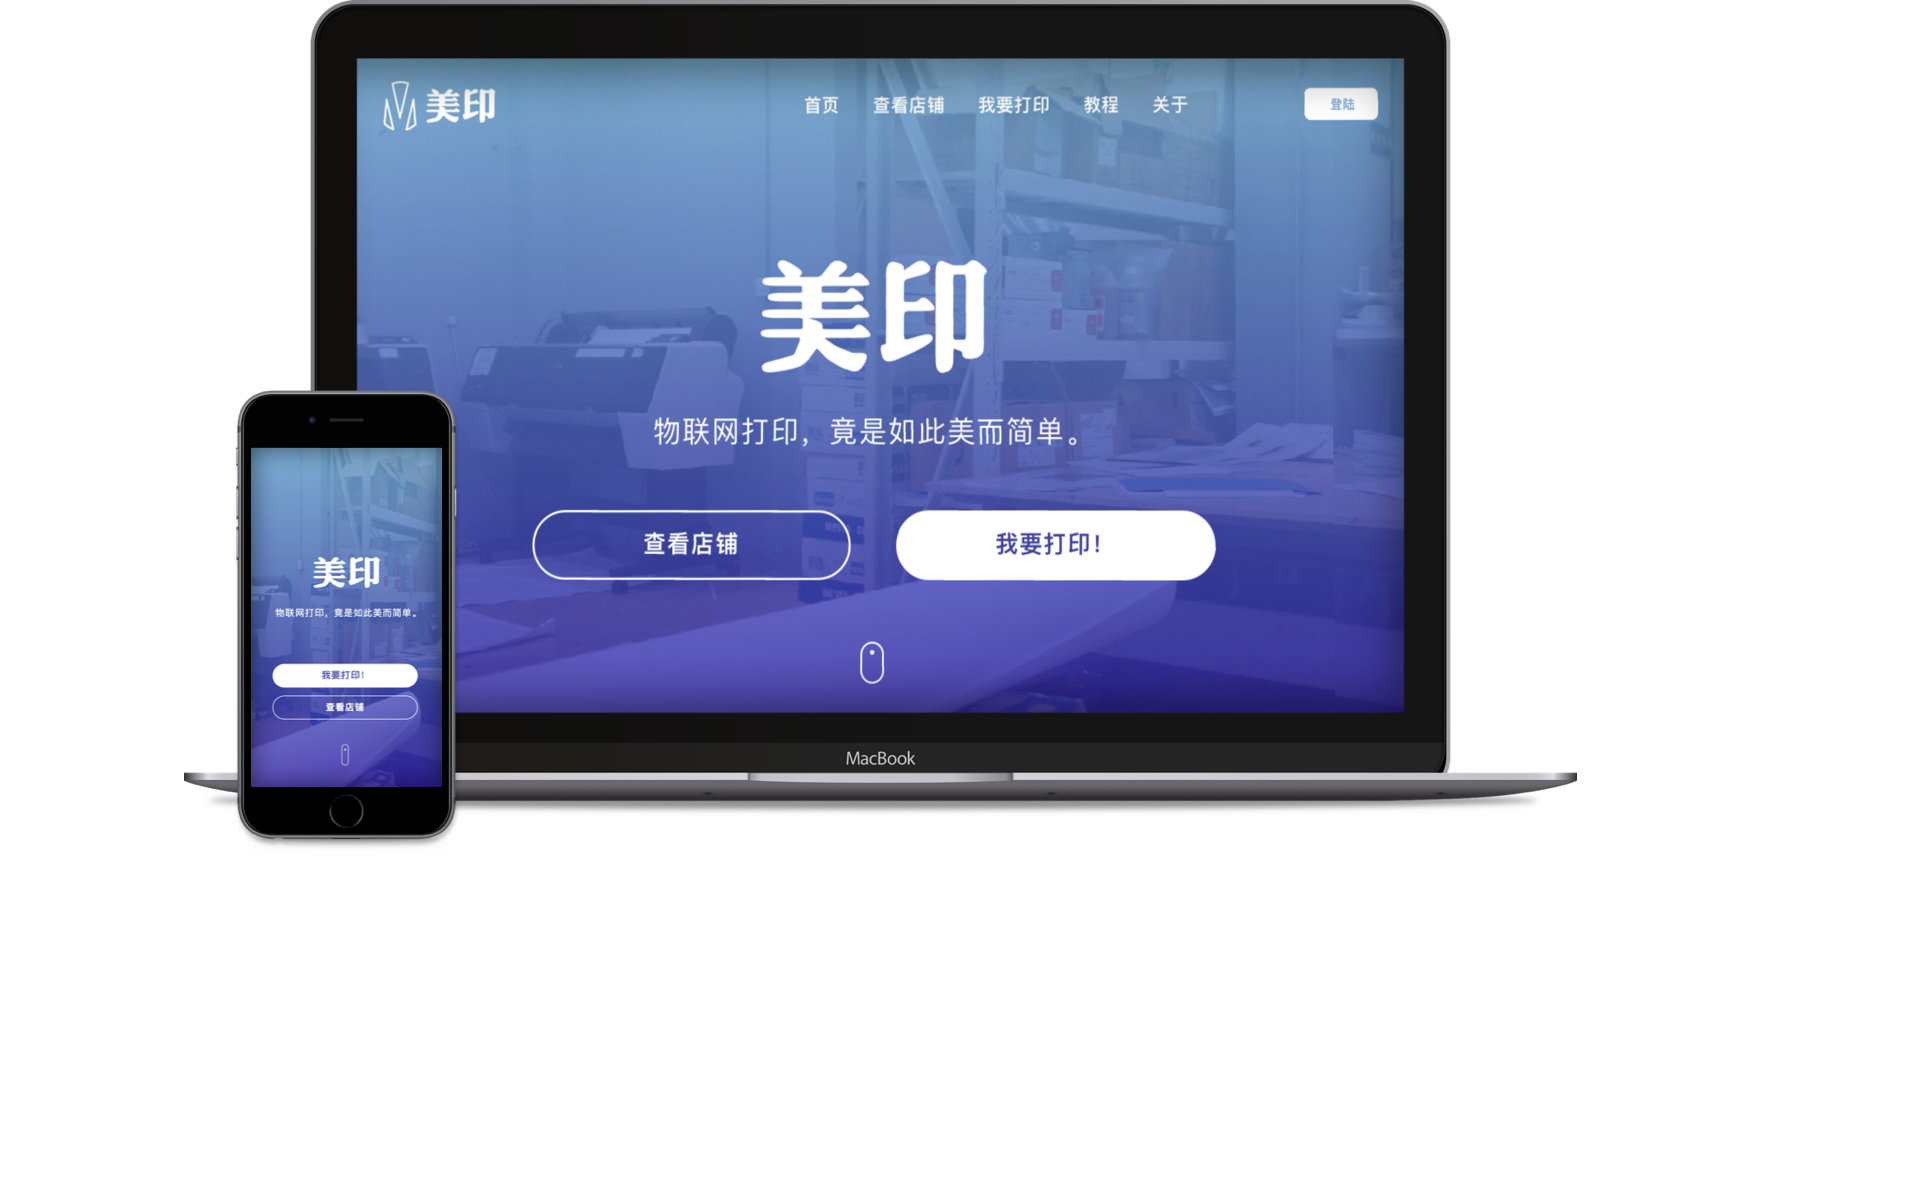 美印
首页 查看店铺 我要打印 教程 关于
登陆
美印
物联网打印，竟是如此美而简单。
查看店铺
我要打印!
MacBook
美印
物联网打印，竟是如此美而简单。
我要打印!
查看店铺